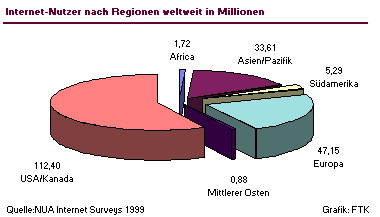 Internet-Nutzer nach Regionen weltweit in Millionen
1,72
Africa
33,61
Asien/Pazifik
5,29
Südamerika
47,15
Europa
0,88
Mittlerer Osten
112,40
USA/Kanada
Quelle:NUA Internet Surveys 1999
Grafik: FTK